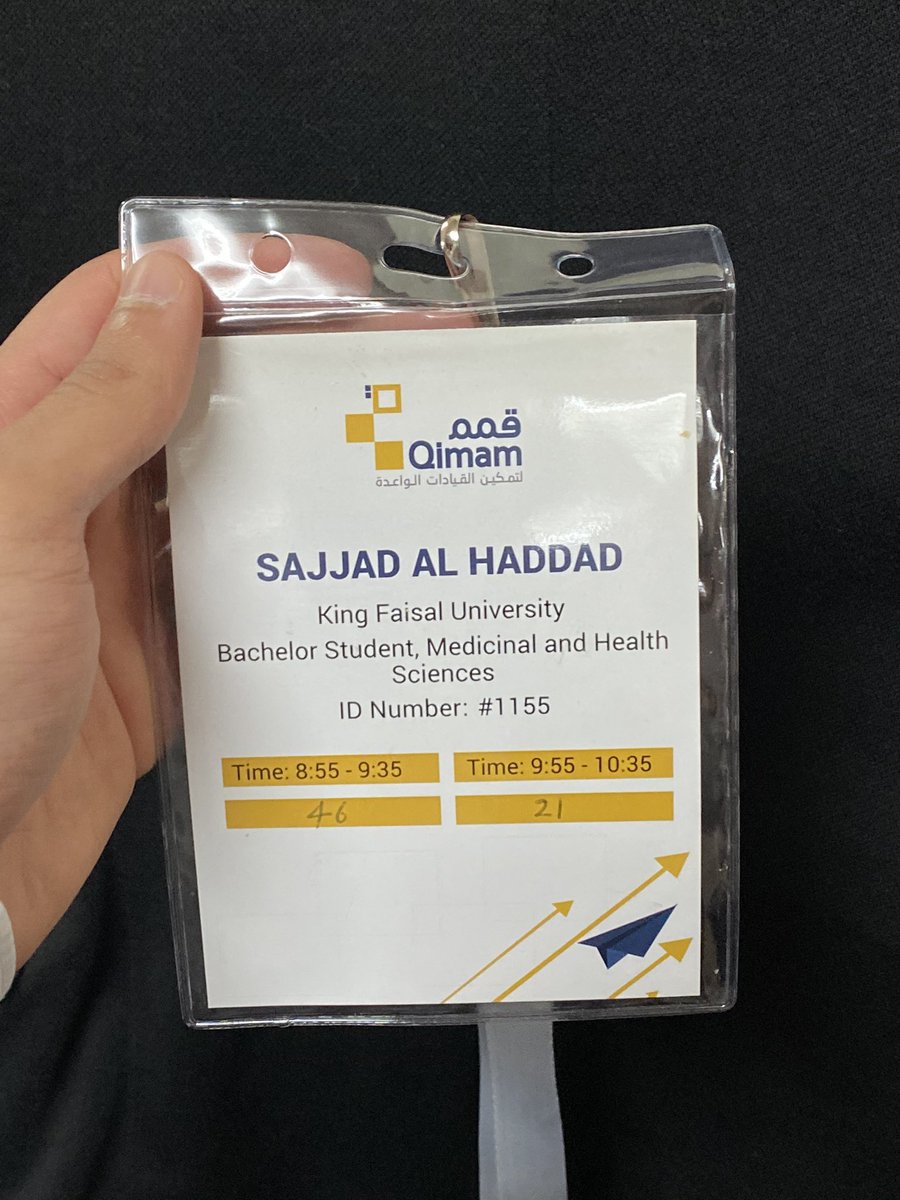 قمم
Qimam
لتمكين القيادات الواعدة
SAJJAD AL HADDAD
King Faisal University
Bachelor Student, Medicinal and Health
Sciences
ID Number: #1155
Time: 8:55 - 9:35
Time: 9:55 - 10:35
46
21